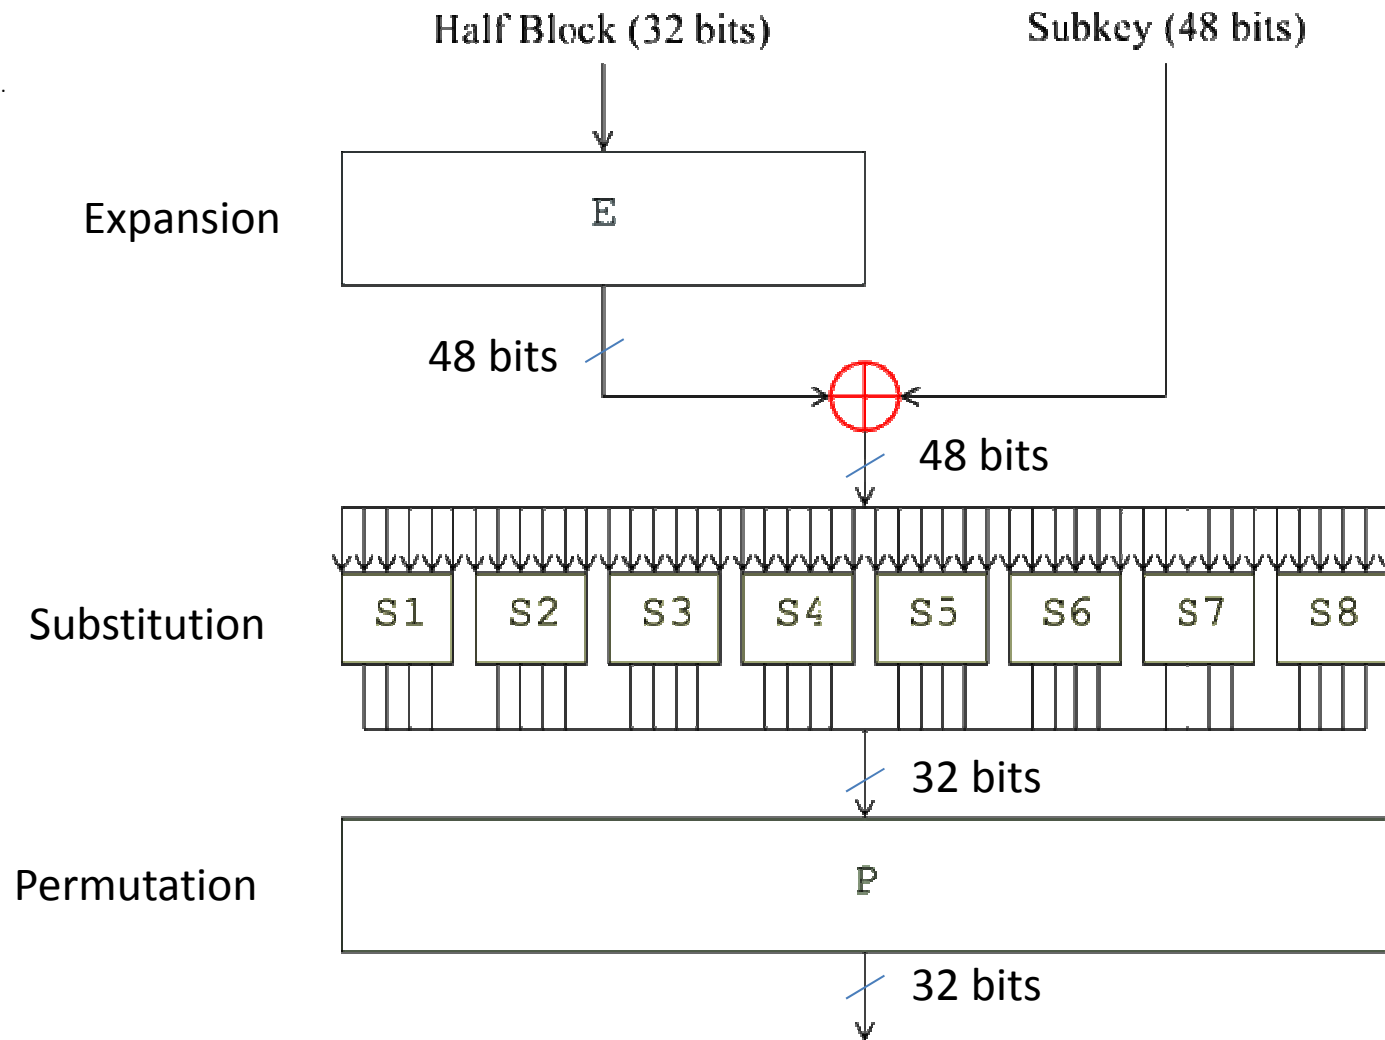 Half Block (32 bits)
Subkey (48 bits)
Expansion
E
48 bits
48 bits
Substitution
S1 S2 S3 S4 S5 S6 S7 S8
32 bits
Permutation
P
32 bits